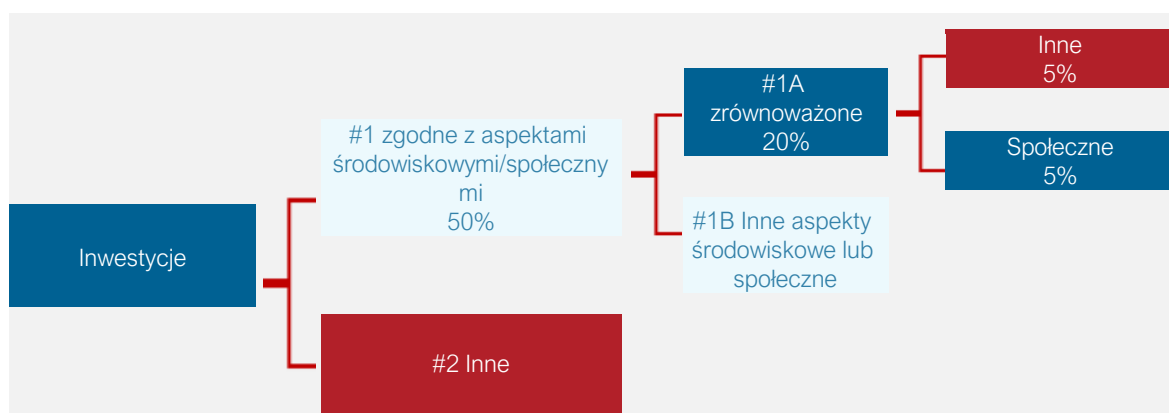 Inwestycje
#1 zgodne z aspektami
środowiskowymi/społeczny
mi
50%
#2 Inne
#1A
zrównoważone
20%
#1B Inne aspekty
środowiskowe lub
społeczne
Inne
5%
Społeczne
5%